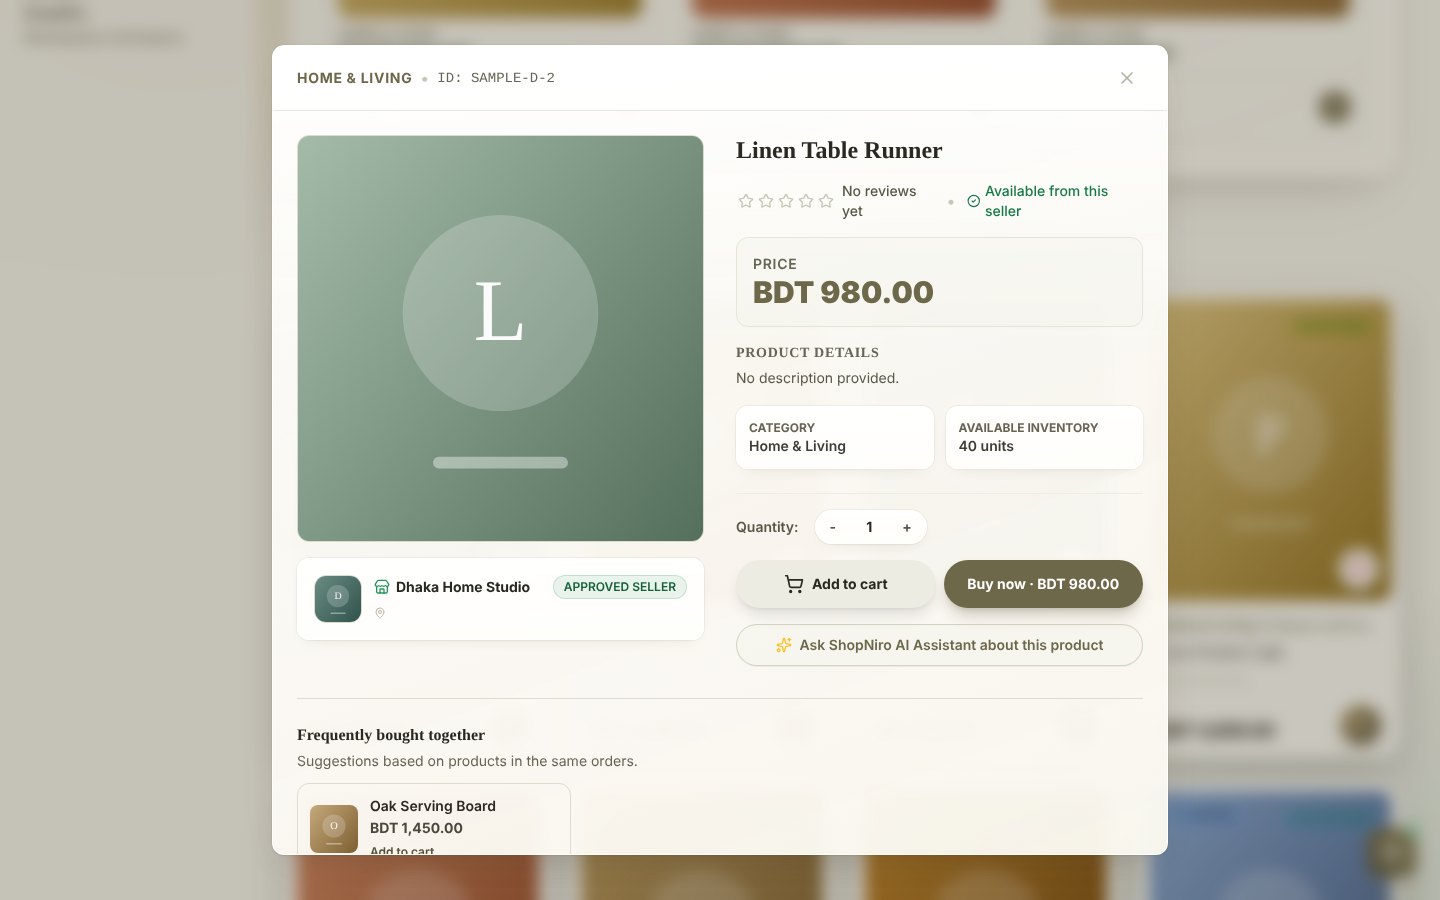 HOME & LIVING • ID: SAMPLE-D-2
L
Dhaka Home Studio
APPROVED SELLER
D
Linen Table Runner
No reviews
yet
•
Available from this
seller
PRICE
BDT 980.00
PRODUCT DETAILS
No description provided.
CATEGORY
Home & Living
AVAILABLE INVENTORY
40 units
Quantity:
- 1 +
Add to cart
Buy now · BDT 980.00
Ask ShopNiro AI Assistant about this product
Frequently bought together
Suggestions based on products in the same orders.
O
Oak Serving Board
BDT 1,450.00
Add to cart